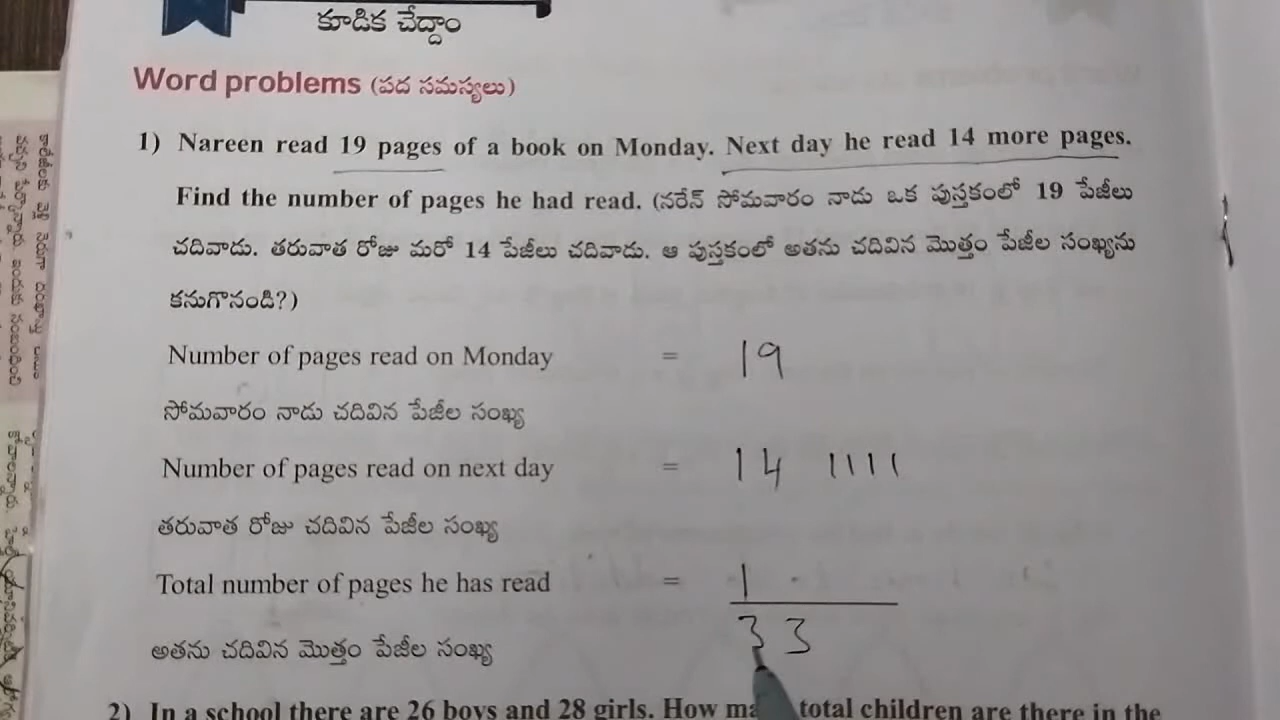 కూడిక చేద్దాం
Word problems (పద సమస్యలు)
1) Nareen read 19 pages of a book on Monday. Next day he read 14 more pages.
Find the number of pages he had read. (నరేన్ సోమవారం నాడు ఒక పుస్తకంలో 19 పేజీలు
చదివాడు. తరువాత రోజు మరో 14 పేజీలు చదివాడు. ఆ పుస్తకంలో అతను చదివిన మొత్తం పేజీల సంఖ్యను
కనుగొనండి?)
Number of pages read on Monday = 19
సోమవారం నాడు చదివిన పేజీల సంఖ్య
Number of pages read on next day = 14 ||||
తరువాత రోజు చదివిన పేజీల సంఖ్య
Total number of pages he has read = 1
అతను చదివిన మొత్తం పేజీల సంఖ్య 33
2) In a school there are 26 boys and 28 girls. How total children are there in the